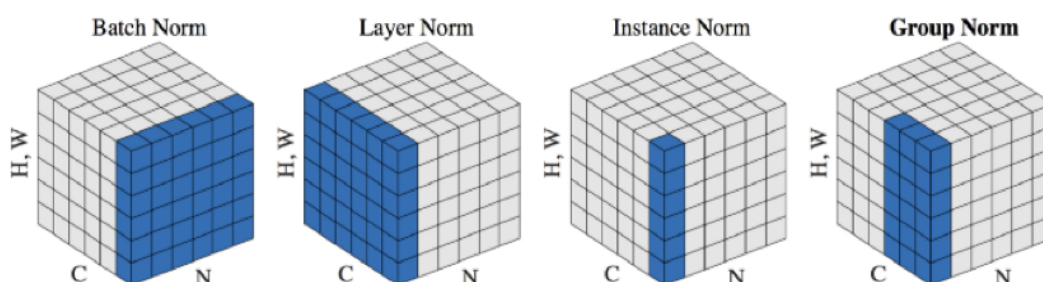 Batch Norm
Layer Norm
Instance Norm
Group Norm
H, W
H, W
H, W
H, W
C
N
C
N
C
N
C
N